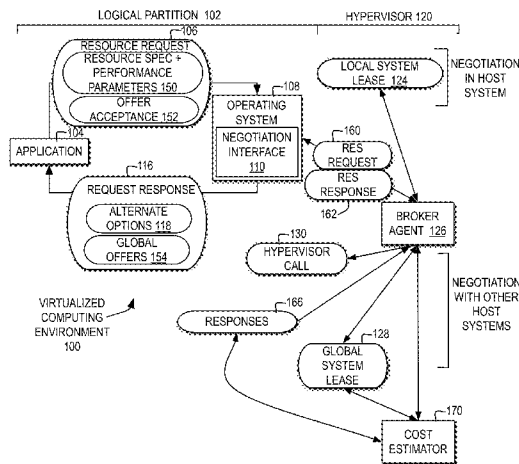 LOGICAL PARTITION 102
HYPERVISOR 120
106
RESOURCE REQUEST
RESOURCE SPEC +
PERFORMANCE
PARAMETERS 150
OFFER
ACCEPTANCE 152
108
OPERATING
SYSTEM
NEGOTIATION
INTERFACE
110
LOCAL SYSTEM
LEASE 124
NEGOTIATION
IN HOST
SYSTEM
104
APPLICATION
160
RES
REQUEST
RES
RESPONSE
162
116
REQUEST RESPONSE
ALTERNATE
OPTIONS 118
GLOBAL
OFFERS 154
BROKER
AGENT 126
130
HYPERVISOR
CALL
NEGOTIATION
WITH OTHER
HOST
SYSTEMS
VIRTUALIZED
COMPUTING
ENVIRONMENT
100
166
RESPONSES
128
GLOBAL
SYSTEM
LEASE
170
COST
ESTIMATOR